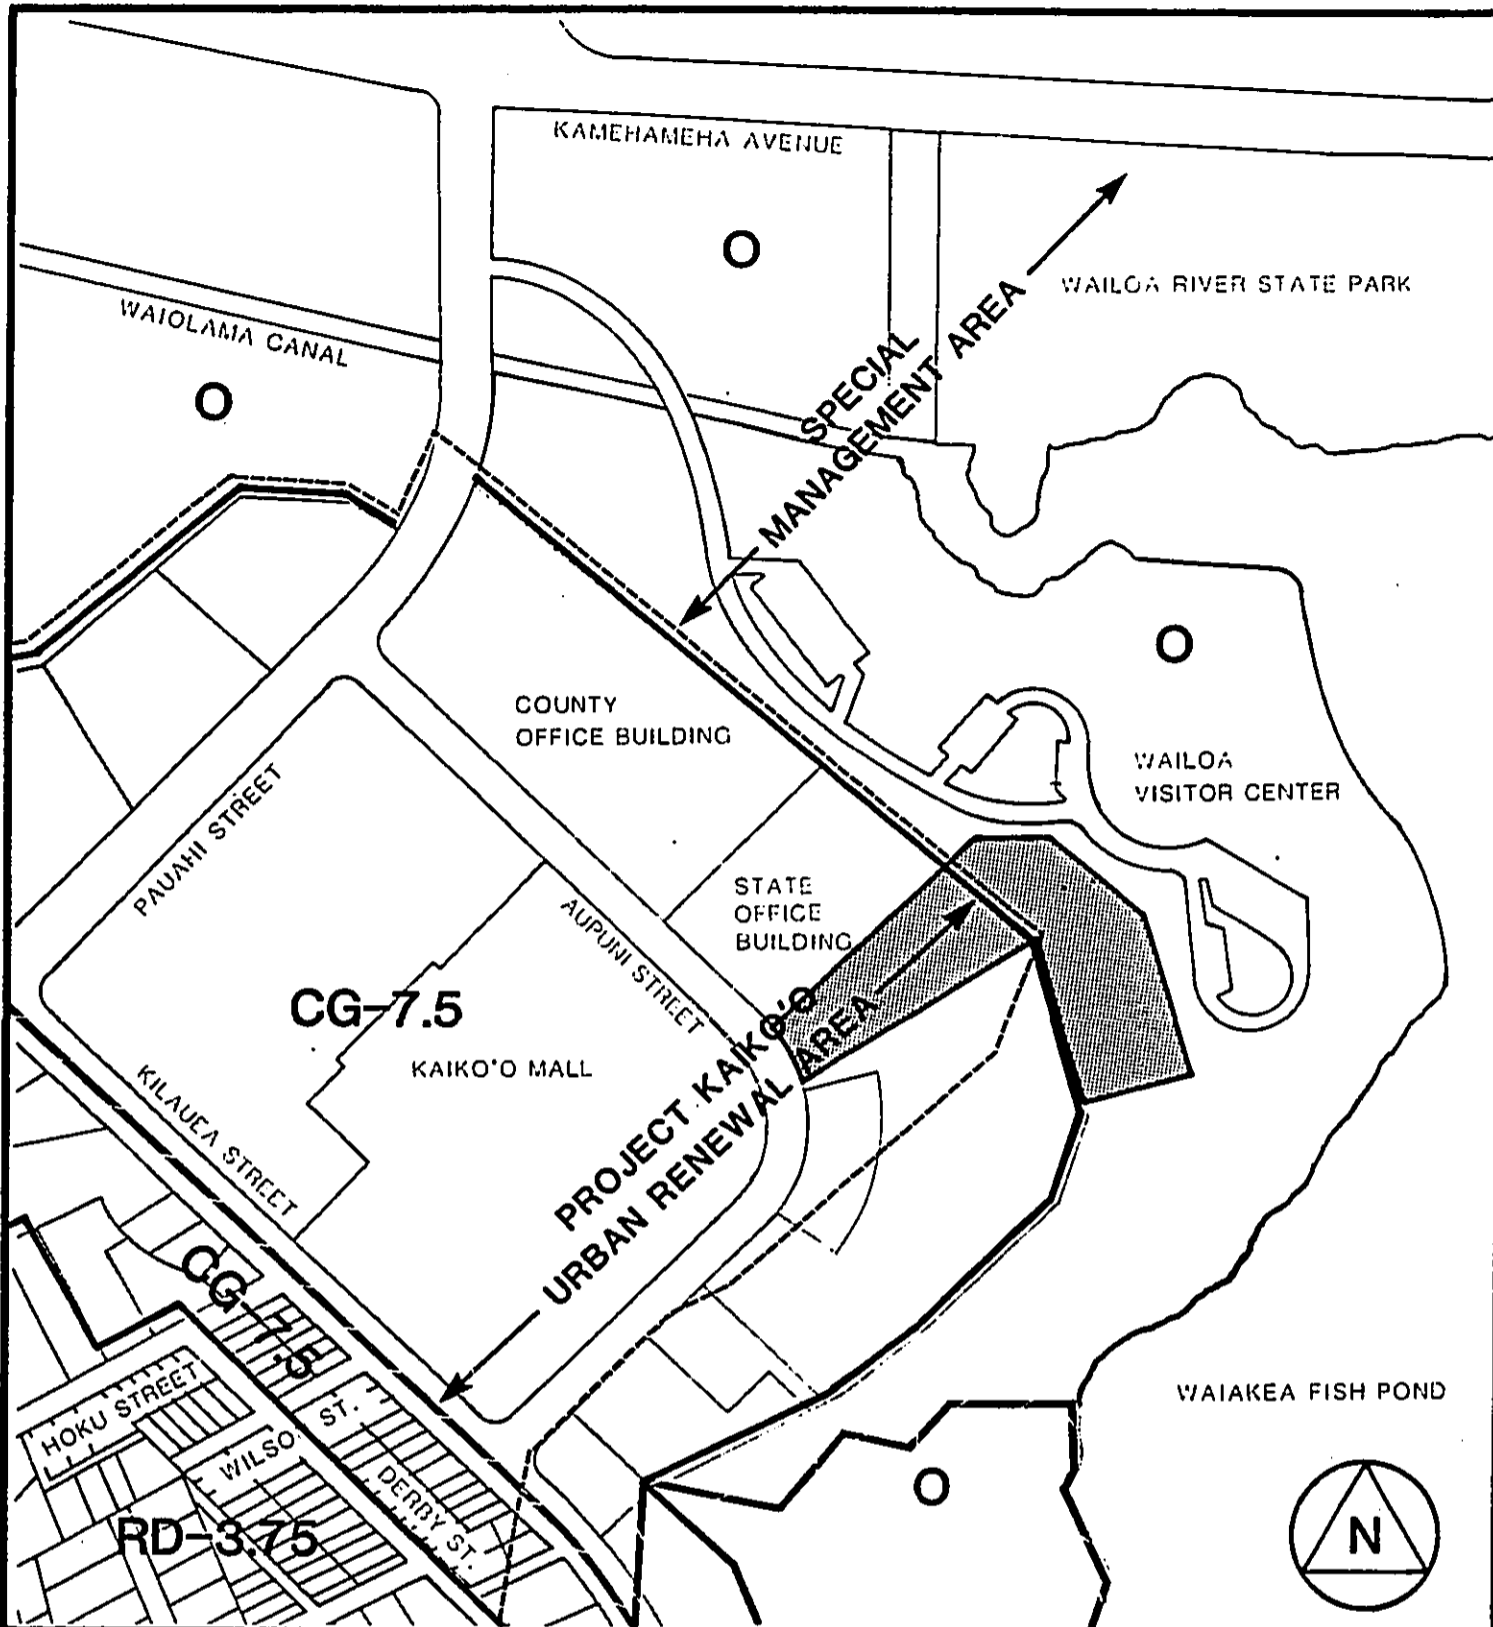 KAMEHAMEHA AVENUE
O
WAILOA RIVER STATE PARK
WAIOLAMA CANAL
O
SPECIAL
MANAGEMENT AREA
O
COUNTY
OFFICE BUILDING
WAILOA
VISITOR CENTER
PAUAHI STREET
STATE
OFFICE
BUILDING
AUPUNI STREET
CG-7.5
KAIKO'O MALL
PROJECT KAIKO'O
URBAN RENEWAL AREA
KILAUEA STREET
CG-7.5
HOKU STREET
WILSO ST.
DERBY ST.
RD-3.75
WAIAKEA FISH POND
O
N